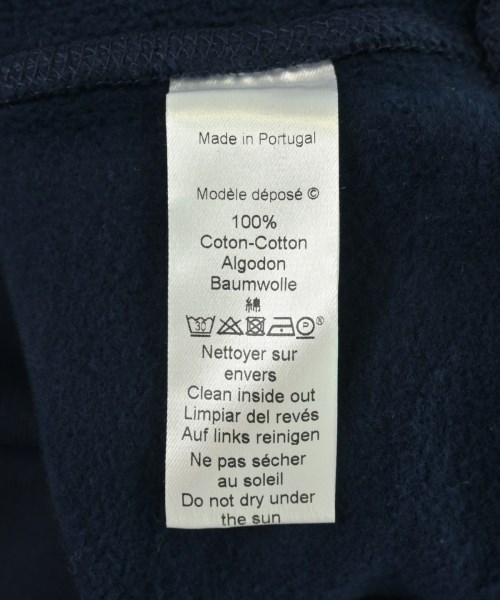 Made in Portugal
Modèle déposé ©
100%
Coton-Cotton
Algodon
Baumwolle
綿
30 P ®
Nettoyer sur
envers
Clean inside out
Limpiar del revés
Auf links reinigen
Ne pas sécher
au soleil
Do not dry under
the sun